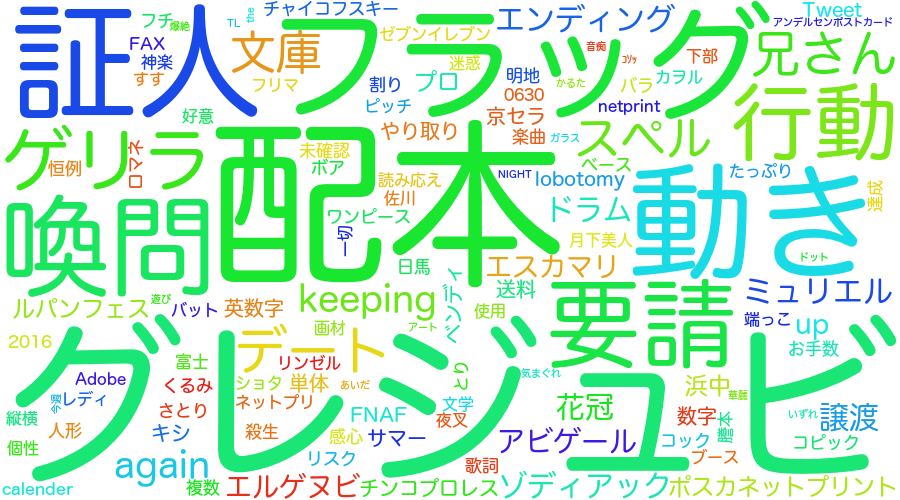 チャイコフスキー
the
TL
爆絶
フチ
エンディング
Tweet
アンデルセンポストカード
証人
FAX
神楽
すす
文庫
フラッグ
ゼブンイレブン
迷惑
音痴
ｺｿｯ
下部
兄さん
フリマ
割り
プロ
明地
かるた
バラ
カヲル
好意
ピッチ
0630
netprint
行動
ゲリラ
ロマネ
やり取り
京セラ
楽曲
ガラス
スペル
恒例
未確認
ボア
読み応え
佐川
NIGHT
ベース
lobotomy
たっぷり
達成
喚問
配本
ワンピース
ドラム
動き
一切
月下美人
ドット
日馬
エスカマリ
ルパンフェス
遊び
バット
英数字
keeping
ベンディ
送料
使用
要請
ミュリエル
端っこ
up
お手数
2016
画材
アート
デート
富士
リンゼル
グレジュビ
Adobe
くるみ
ショタ
単体
あいだ
とり
気まぐれ
浜中
華麗
レディ
今週
縦横
さとり
ネットプリ
FNAF
文学
夜叉
花冠
数字
謄本
いずれ
譲渡
個性
人形
キシ
殺生
感心
サマー
アビゲール
コック
コピック
again
リスク
歌詞
ブース
calender
複数
エルゲヌビ
チンコプロレス
ゾディアック
ポスカネットプリント